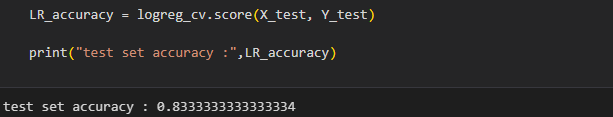 LR_accuracy = logreg_cv.score(X_test, Y_test)
print("test set accuracy :",LR_accuracy)
test set accuracy : 0.8333333333333334